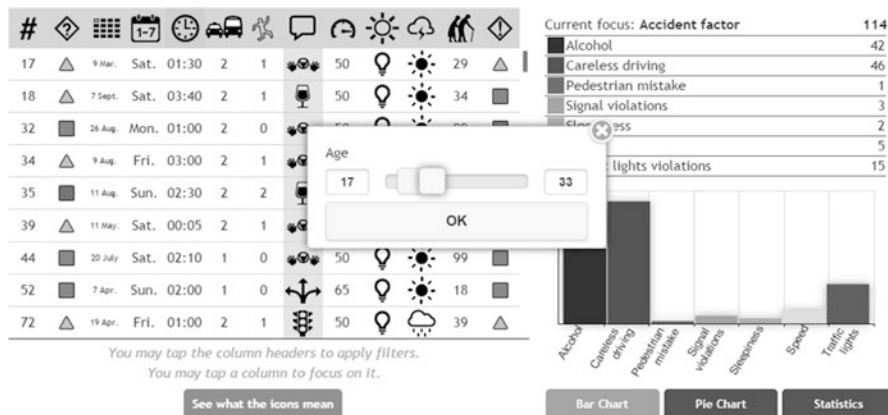 # 1-7
17 9 Mar. Sat. 01:30 2 1 50 29
18 7 Sept. Sat. 03:40 2 1 50 34
32 26 Aug. Mon. 01:00 2 0
34 9 Aug. Fri. 03:00 2 1
35 11 Aug. Sun. 02:30 2 2
39 11 May. Sat. 00:05 2 1
44 20 July Sat. 02:10 1 0 50 99
52 7 Apr. Sun. 02:00 1 0 65 18
72 19 Apr. Fri. 01:00 2 1 50 39
You may tap the column headers to apply filters.
You may tap a column to focus on it.
See what the icons mean
Age
17 33
OK
Current focus: Accident factor 114
Alcohol 42
Careless driving 46
Pedestrian mistake 1
Signal violations 3
2
5
lights violations 15
Alcohol
Careless driving
Pedestrian mistake
Signal violations
Sleepiness
Speed
Traffic lights
Bar Chart
Pie Chart
Statistics